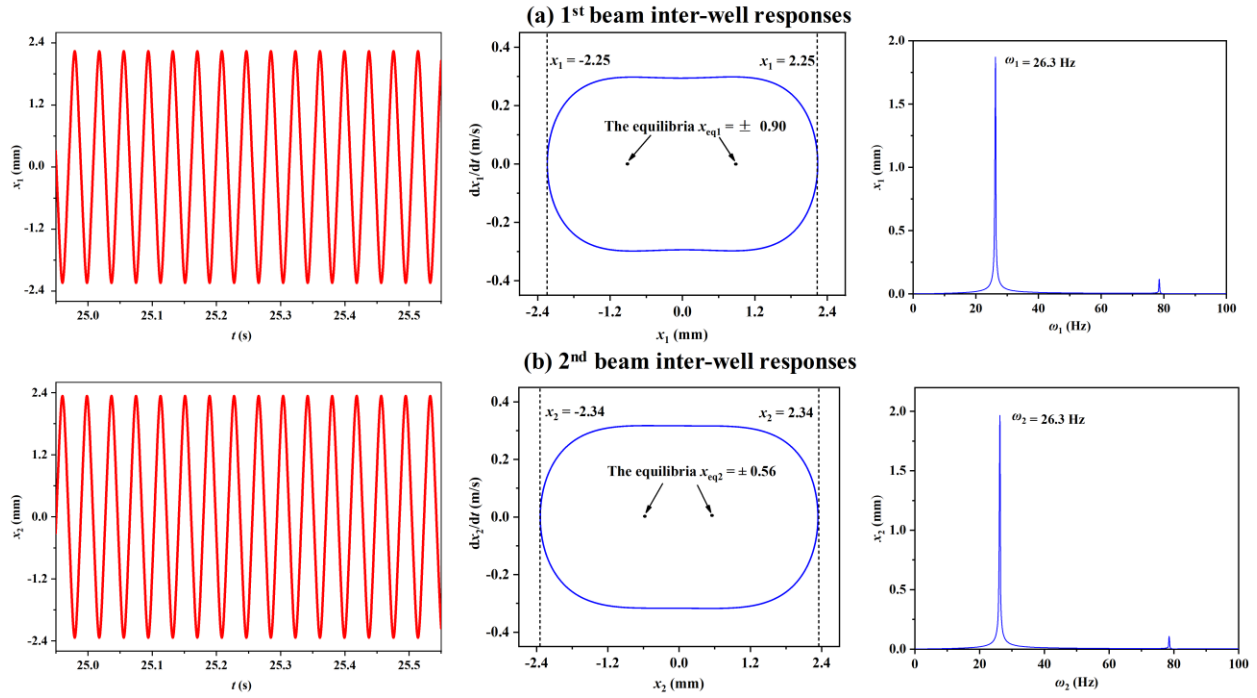 (a) 1st beam inter-well responses
2.4
1.2
0.0
-1.2
-2.4
x1 (mm)
25.0 25.1 25.2 25.3 25.4 25.5
t (s)
0.4
0.2
0.0
-0.2
-0.4
dx1/dt (m/s)
x1 = -2.25
x1 = 2.25
The equilibria xeq1 = ± 0.90
-2.4 -1.2 0.0 1.2 2.4
x1 (mm)
2.0
1.5
1.0
0.5
0.0
x1 (mm)
ω1 = 26.3 Hz
0 20 40 60 80 100
ω1 (Hz)
(b) 2nd beam inter-well responses
2.4
1.2
0.0
-1.2
-2.4
x2 (mm)
25.0 25.1 25.2 25.3 25.4 25.5
t (s)
0.4
0.2
0.0
-0.2
-0.4
dx2/dt (m/s)
x2 = -2.34
x2 = 2.34
The equilibria xeq2 = ± 0.56
-2.4 -1.2 0.0 1.2 2.4
x2 (mm)
2.0
1.5
1.0
0.5
0.0
x2 (mm)
ω2 = 26.3 Hz
0 20 40 60 80 100
ω2 (Hz)